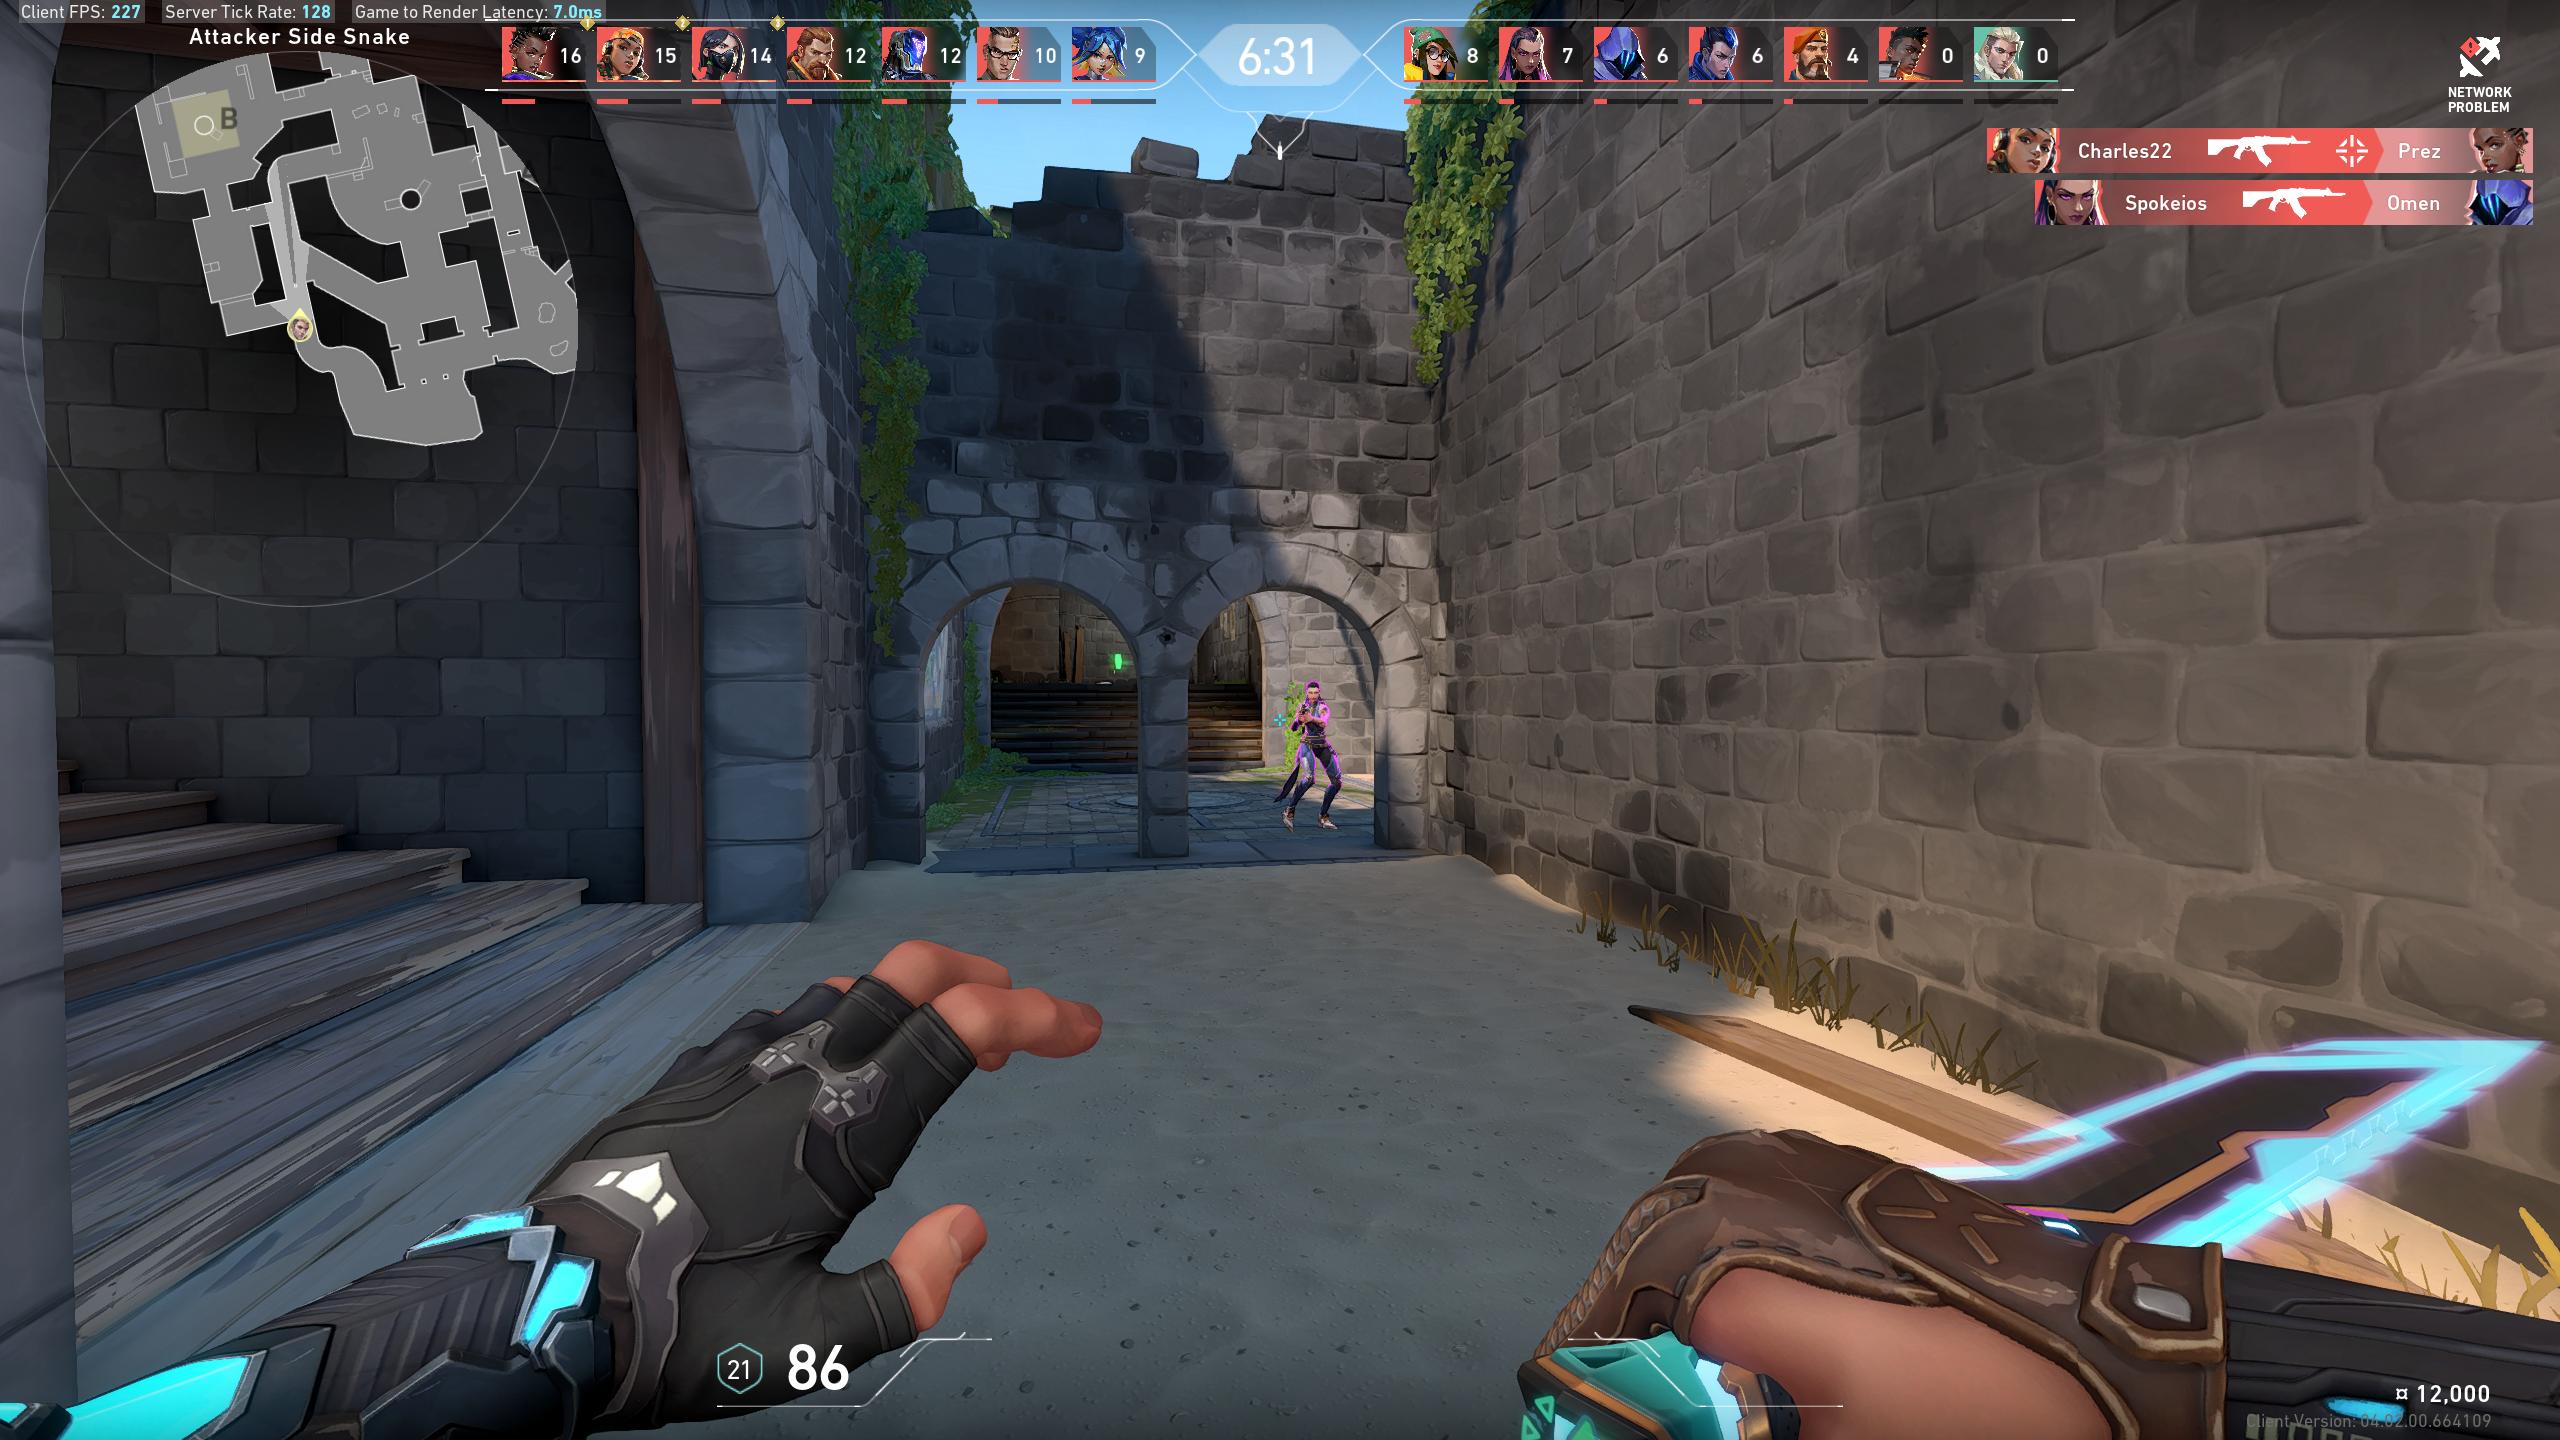 Client FPS: 227 Server Tick Rate: 128 Game to Render Latency: 7.0ms
Attacker Side Snake
B
16 15 14 12 12 10 9
6:31
8 7 6 6 4 0 0
NETWORK
PROBLEM
Charles22 Prez
Spokeios Omen
21 86
¤ 12,000
Client Version: 04.02.00.664109